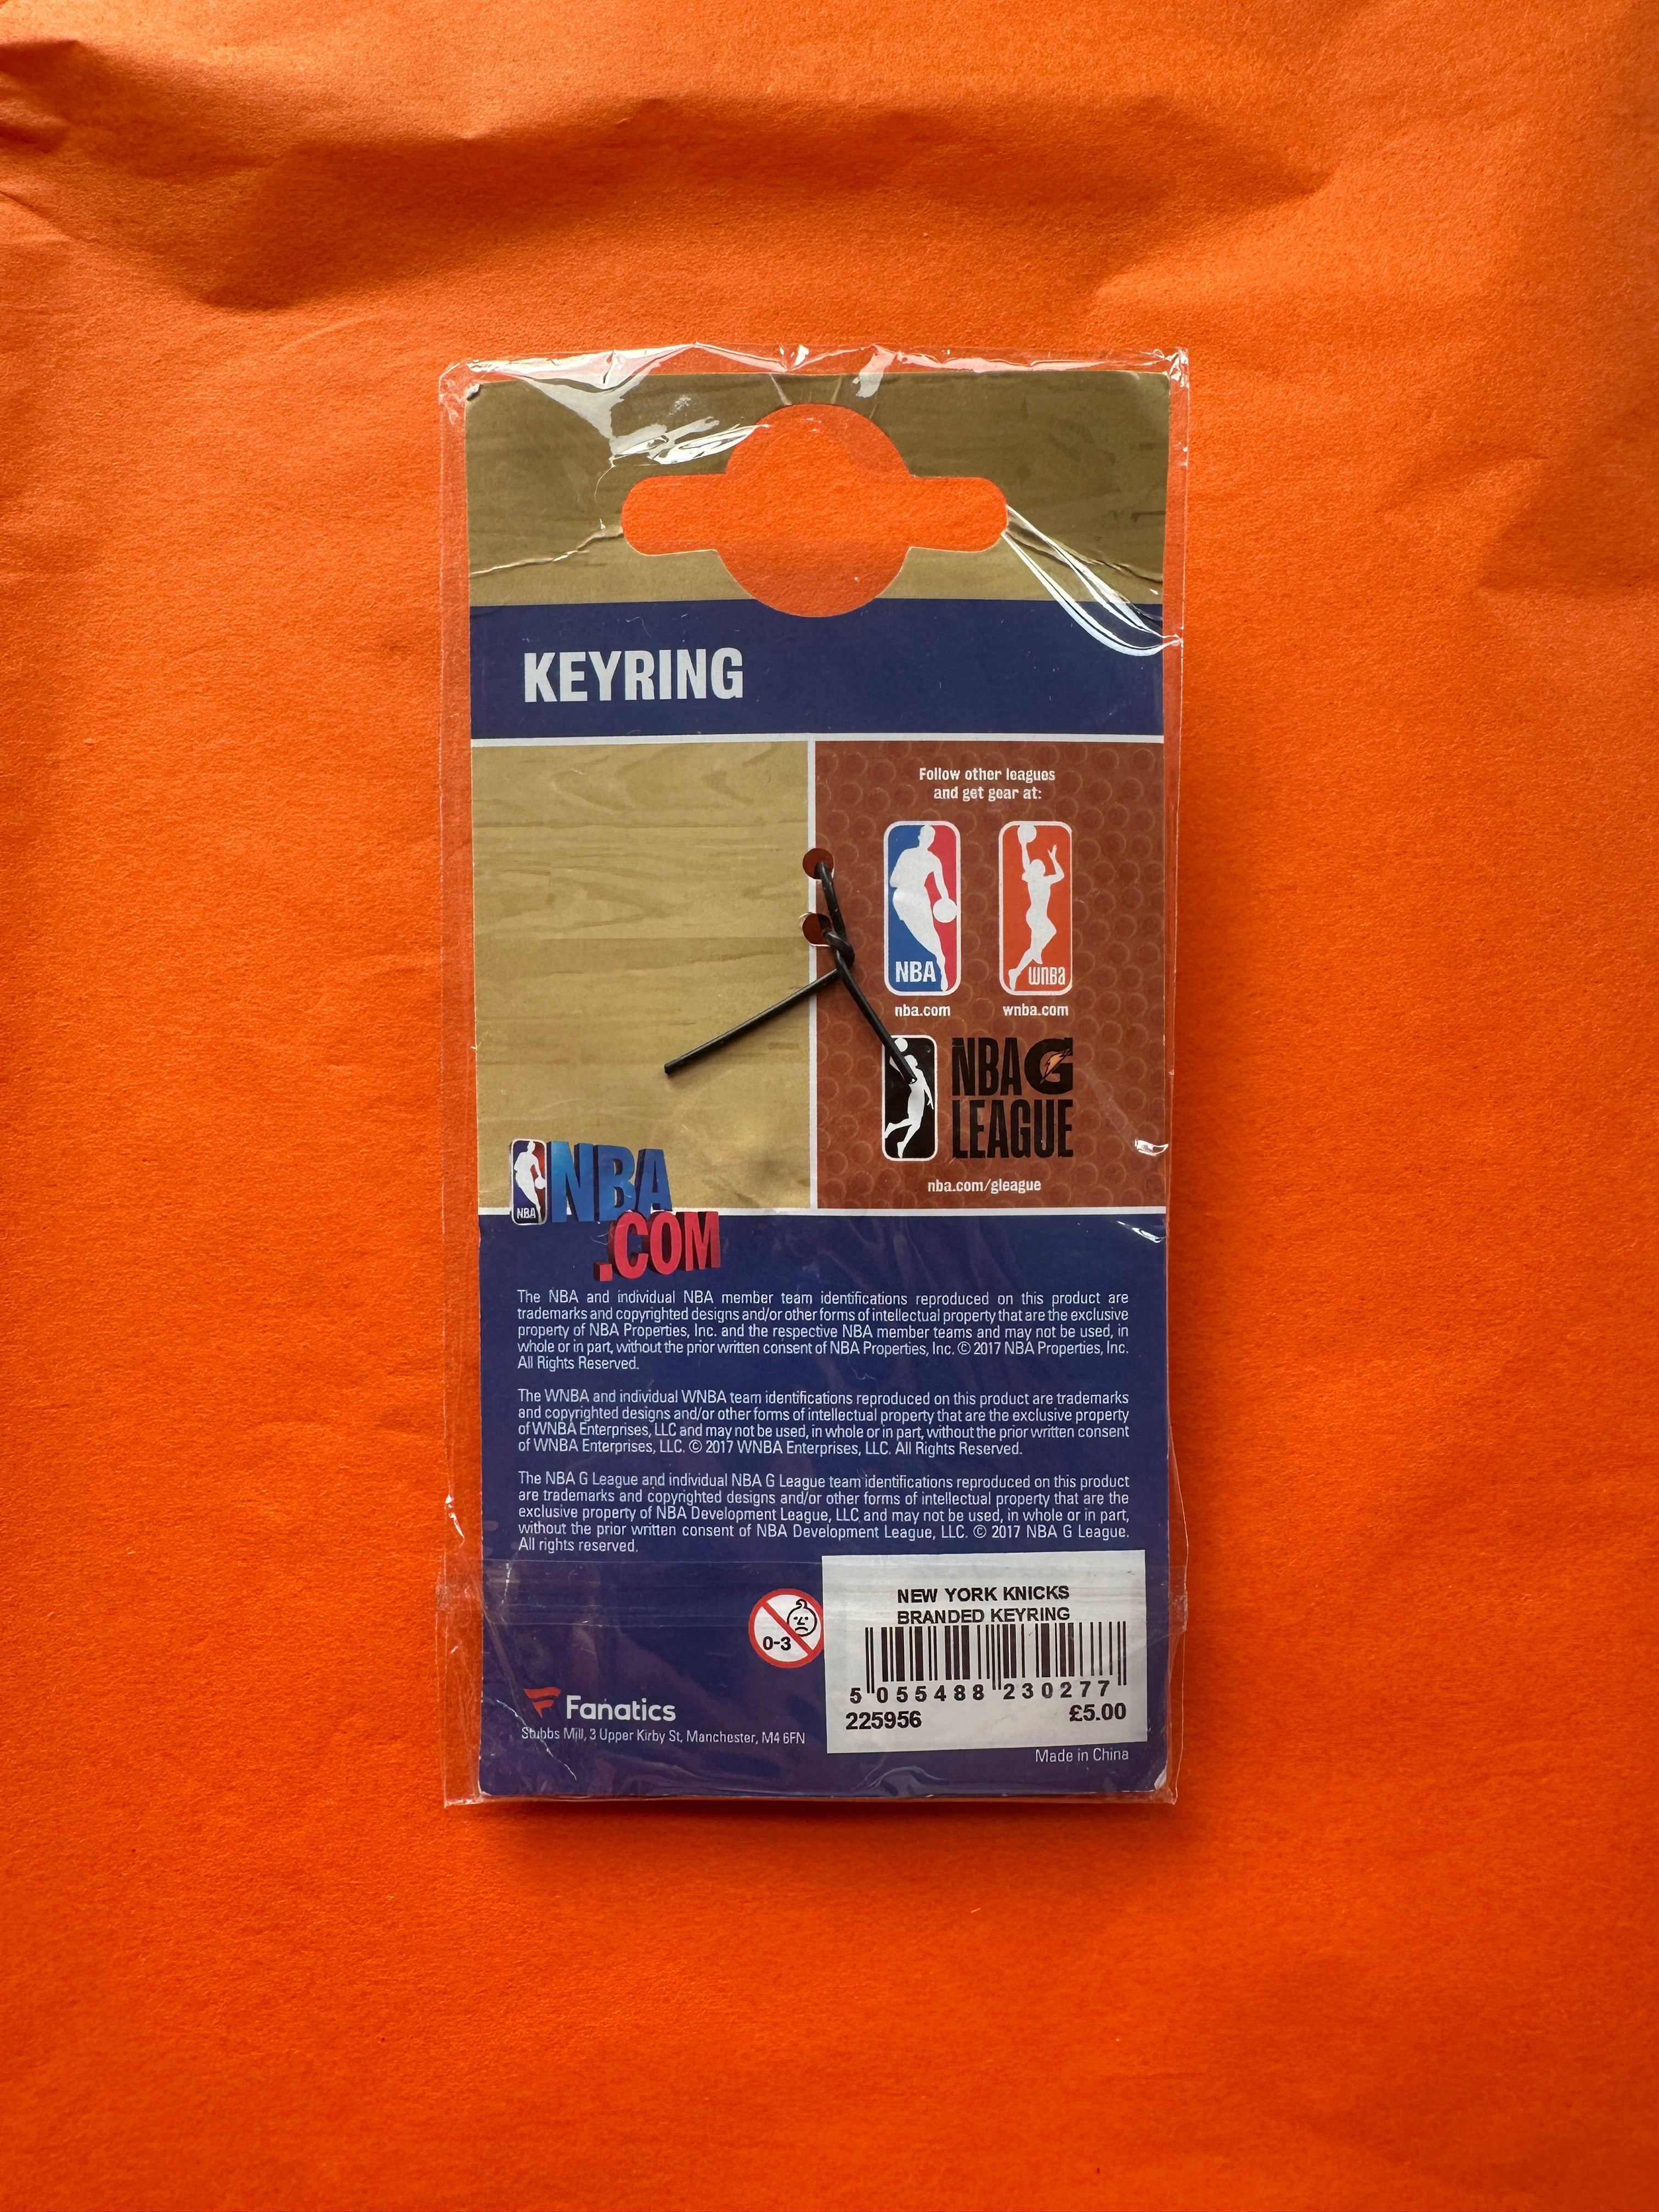 KEYRING
Follow other leagues
and get gear at:
NBA
wnba
nba.com
wnba.com
NBA G
LEAGUE
nba.com/gleague
NBA
NBA
.COM
The NBA and individual NBA member team identifications reproduced on this product are
trademarks and copyrighted designs and/or other forms of intellectual property that are the exclusive
property of NBA Properties, Inc. and the respective NBA member teams and may not be used, in
whole or in part, without the prior written consent of NBA Properties, Inc. © 2017 NBA Properties, Inc.
All Rights Reserved.
The WNBA and individual WNBA team identifications reproduced on this product are trademarks
and copyrighted designs and/or other forms of intellectual property that are the exclusive property
of WNBA Enterprises, LLC and may not be used, in whole or in part, without the prior written consent
of WNBA Enterprises, LLC. © 2017 WNBA Enterprises, LLC. All Rights Reserved.
The NBA G League and individual NBA G League team identifications reproduced on this product
are trademarks and copyrighted designs and/or other forms of intellectual property that are the
exclusive property of NBA Development League, LLC and may not be used, in whole or in part,
without the prior written consent of NBA Development League, LLC. © 2017 NBA G League.
All rights reserved.
0-3
NEW YORK KNICKS
BRANDED KEYRING
5 055488 230277
225956 £5.00
Fanatics
Stubbs Mill, 3 Upper Kirby St, Manchester, M4 6FN
Made in China